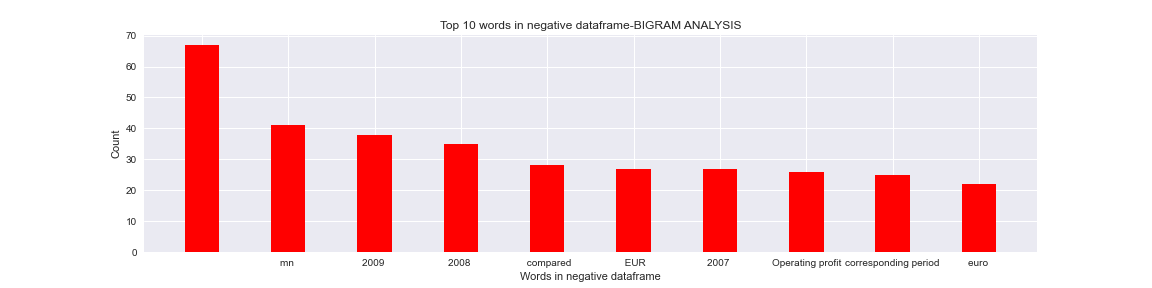 Top 10 words in negative dataframe-BIGRAM ANALYSIS
70
60
50
40
30
20
10
0
Count
mn 2009 2008 compared EUR 2007 Operating profit corresponding period euro
Words in negative dataframe